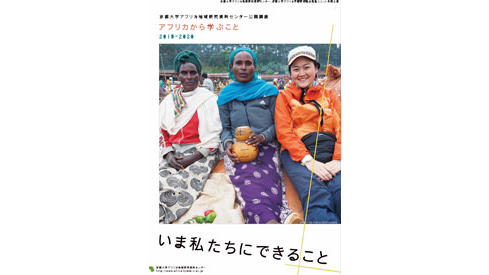 京都大学アフリカ地域研究資料センター公開講座
アフリカから学ぶこと
2019-2020
いま私たちにできること
京都大学アフリカ地域研究資料センター